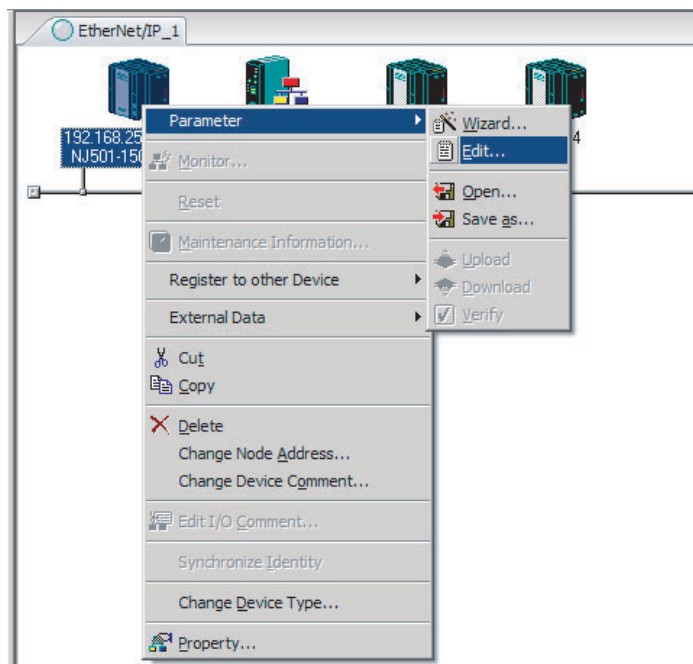 EtherNet/IP_1
192.168.25
NJ501-150
4
Parameter
Monitor...
Reset
Maintenance Information...
Register to other Device
External Data
Cut
Copy
Delete
Change Node Address...
Change Device Comment...
Edit I/O Comment...
Synchronize Identity
Change Device Type...
Property...
Wizard...
Edit...
Open...
Save as...
Upload
Download
Verify